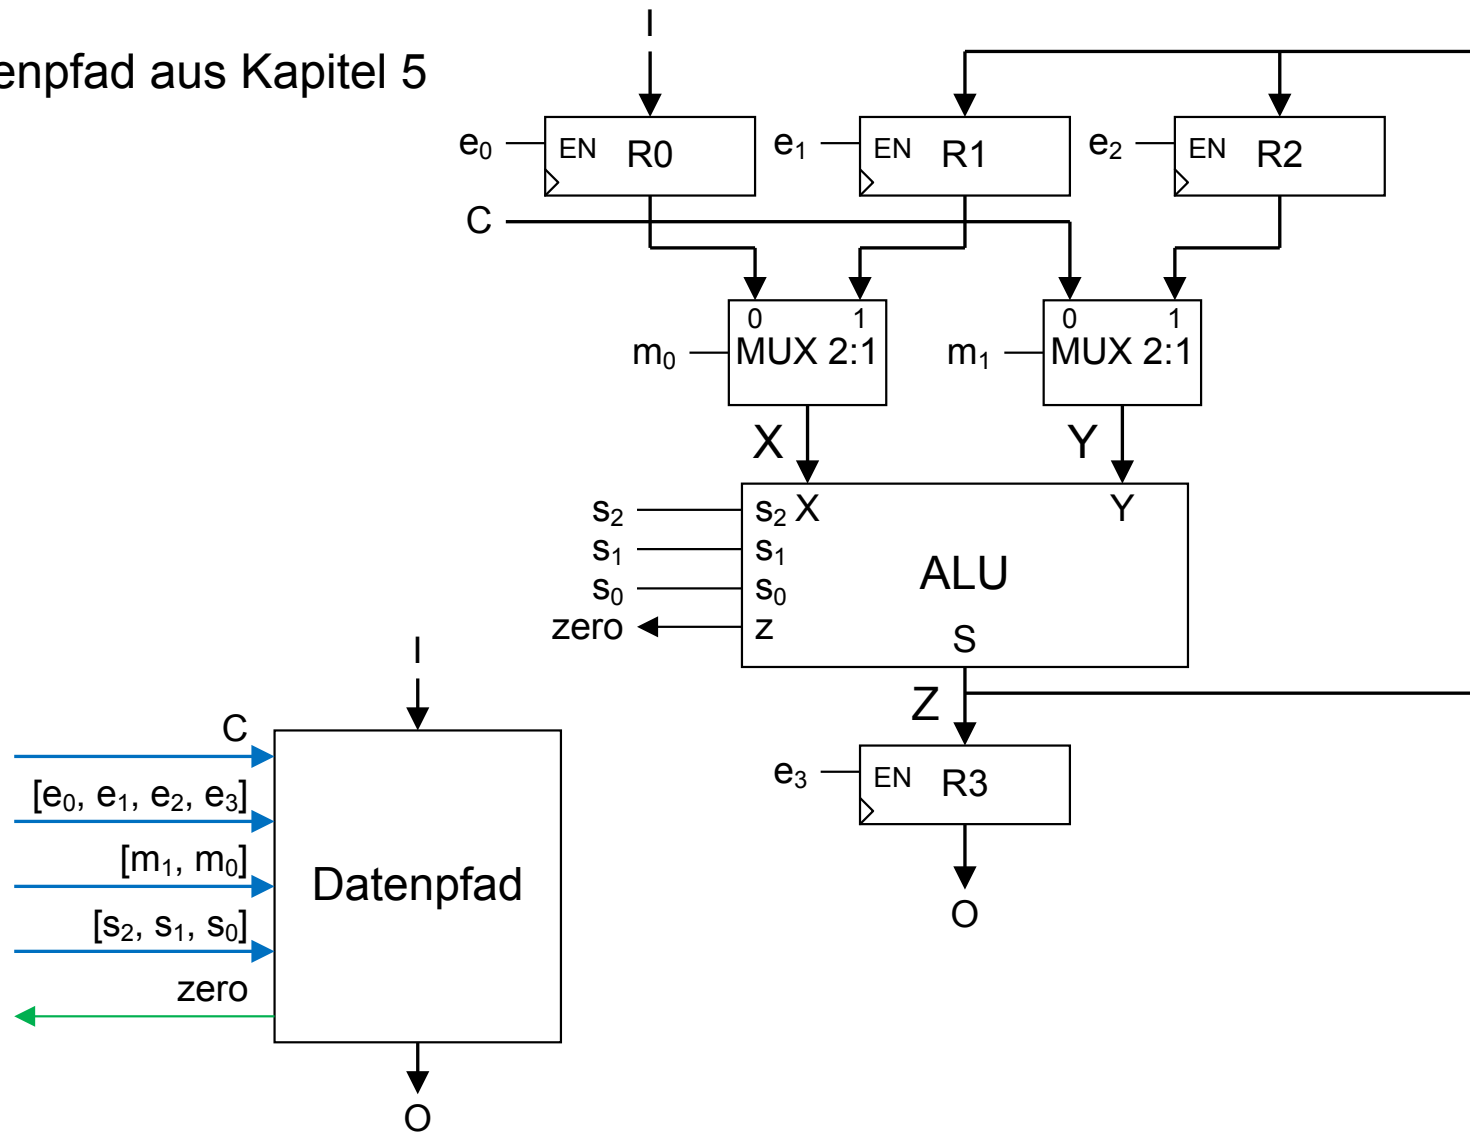 I
enpfad aus Kapitel 5
e₀ EN R0 e₁ EN R1 e₂ EN R2
C
0 1 0 1
m₀ MUX 2:1 m₁ MUX 2:1
X Y
s₂ s₂ X Y
s₁ s₁
ALU
s₀ s₀
zero z
S
I
Z
C
e₃ EN R3
[e₀, e₁, e₂, e₃]
[m₁, m₀]
Datenpfad
O
[s₂, s₁, s₀]
zero
O